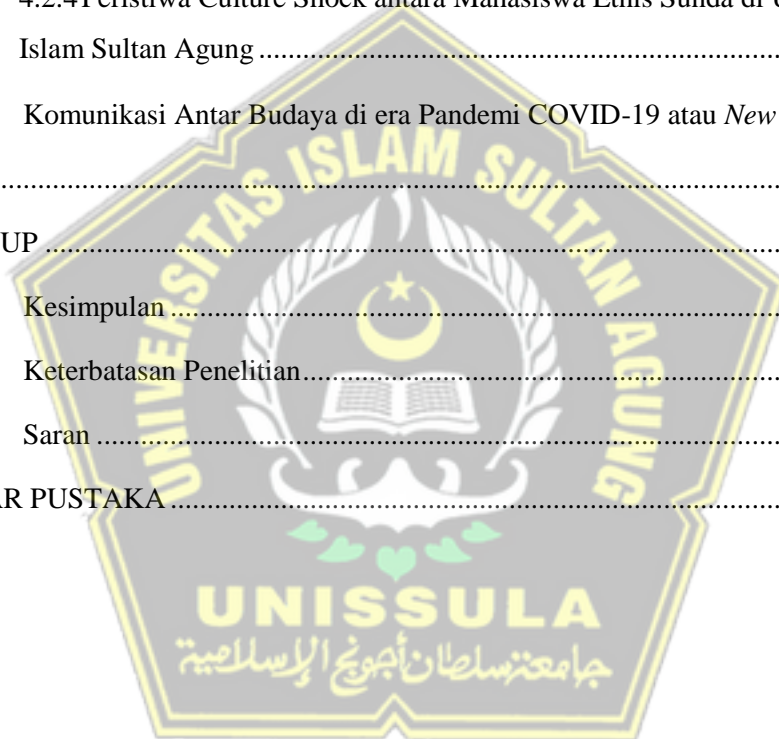 4.2.4Peristiwa Culture Shock antara Mahasiswa Etnis Sunda di
Islam Sultan Agung ................................................
Komunikasi Antar Budaya di era Pandemi COVID-19 atau New
................................................
UP ................................................
Kesimpulan ................................................
Keterbatasan Penelitian ................................................
Saran ................................................
AR PUSTAKA ................................................
UNIVERSITAS ISLAM SULTAN AGUNG
UNISSULA
جامعة سلطان أجونج الإسلامية